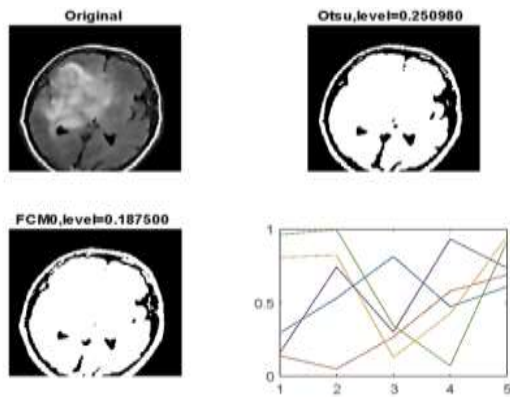 Original
Otsu,level=0.250980
FCM0,level=0.187500
1
0.5
0
1 2 3 4 5